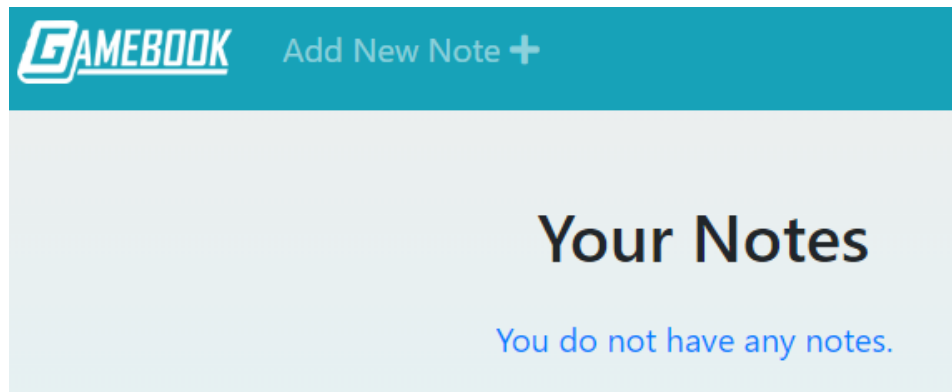 GAMEBOOK Add New Note +
Your Notes
You do not have any notes.